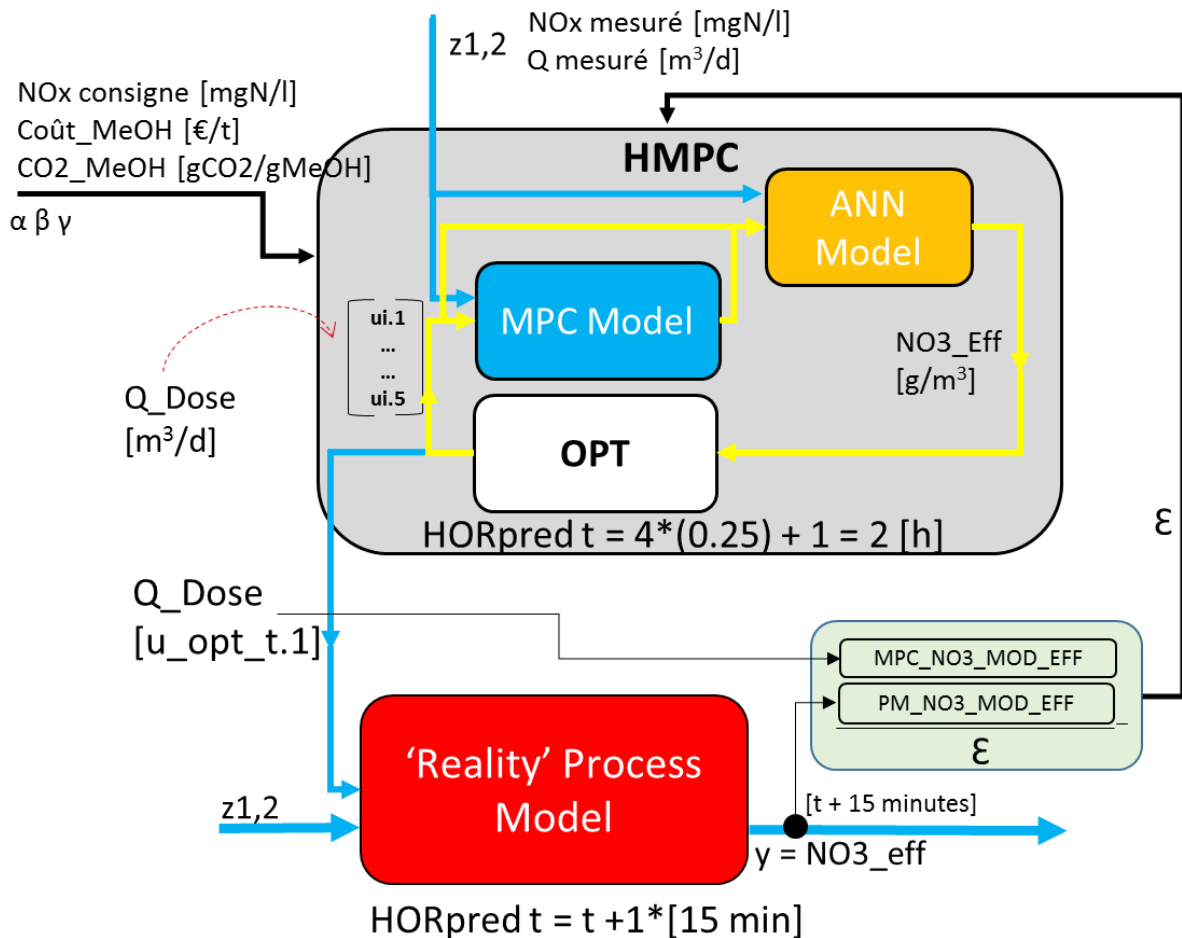 z1,2
NOx mesuré [mgN/l]
Q mesuré [m³/d]
NOx consigne [mgN/l]
Coût_MeOH [€/t]
CO2_MeOH [gCO2/gMeOH]
α β γ
HMPC
ANN
Model
MPC Model
ui.1
...
...
ui.5
NO3_Eff
[g/m³]
Q_Dose
[m³/d]
OPT
HORpred t = 4*(0.25) + 1 = 2 [h]
Ɛ
Q_Dose
[u_opt_t.1]
MPC_NO3_MOD_EFF
PM_NO3_MOD_EFF
_
Ɛ
‘Reality’ Process
Model
[t + 15 minutes]
z1,2
y = NO3_eff
HORpred t = t +1*[15 min]